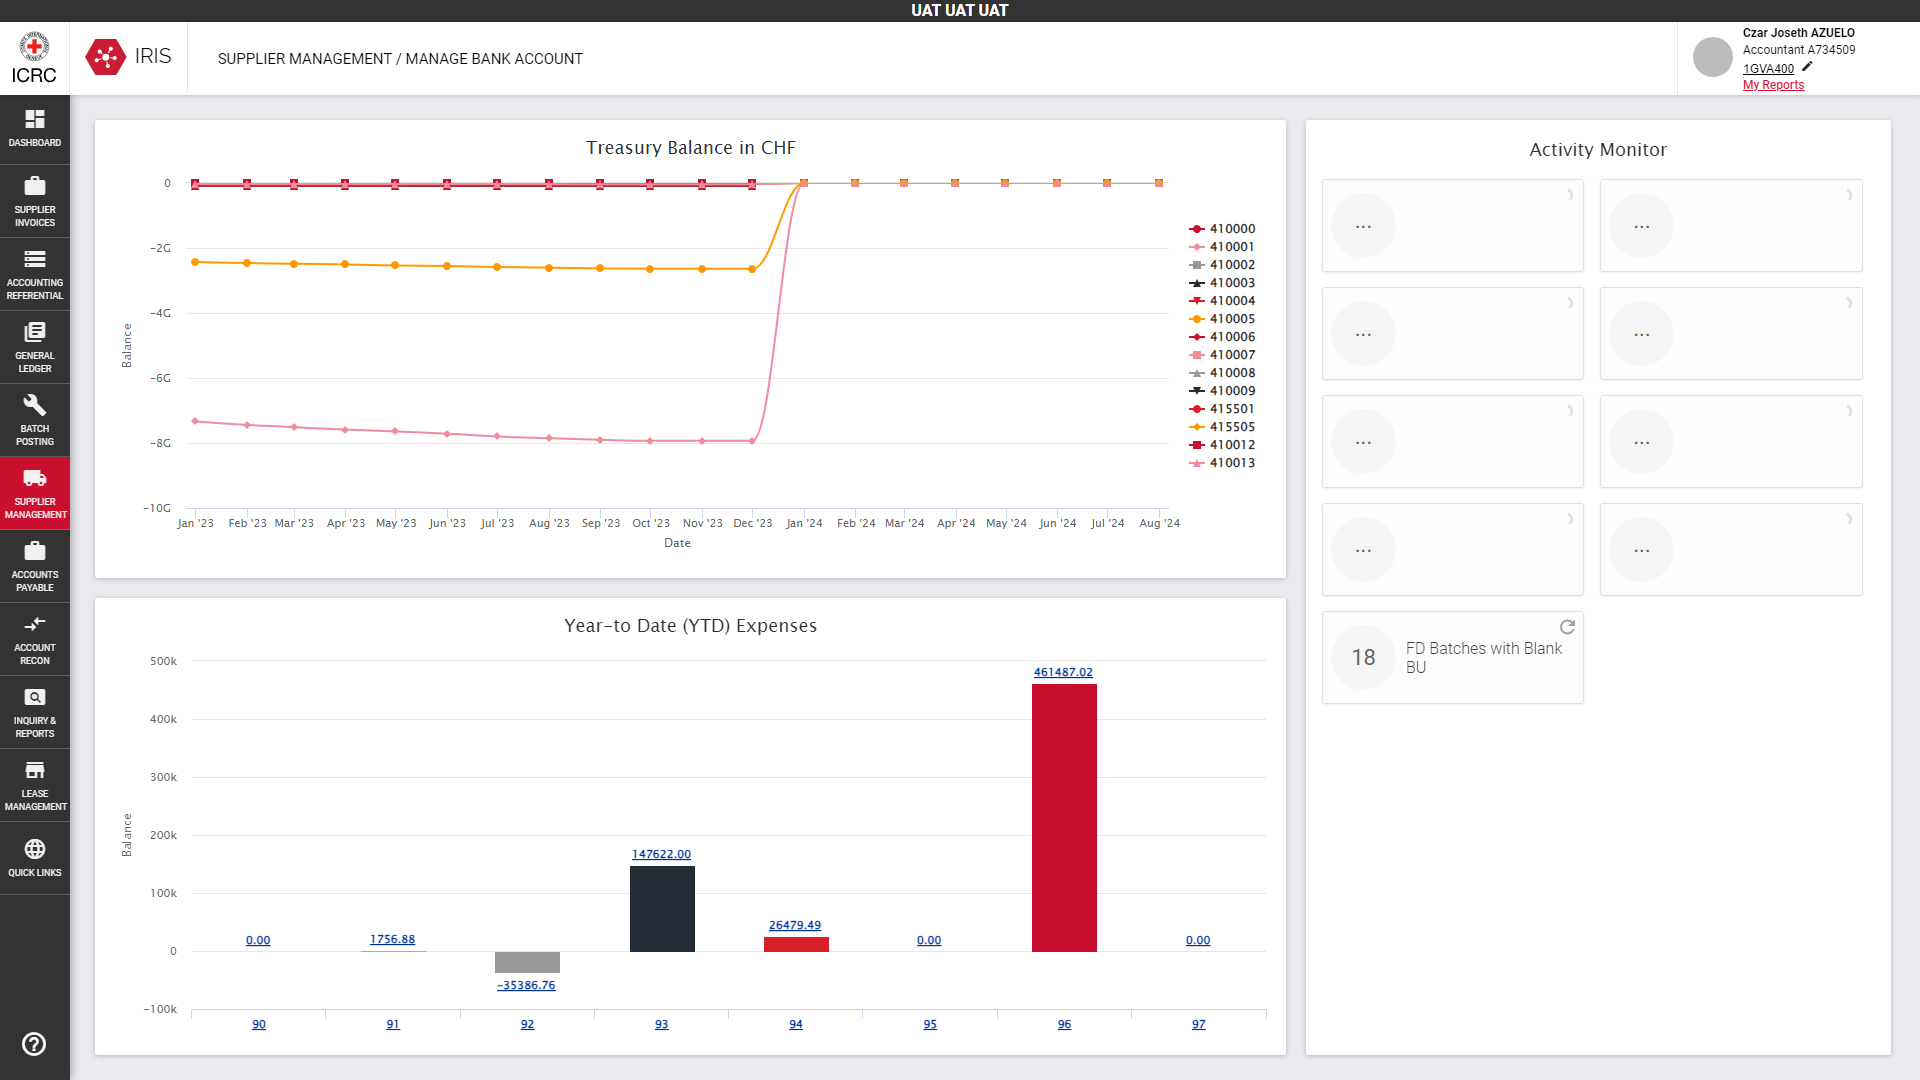 UAT UAT UAT
ICRC
IRIS
SUPPLIER MANAGEMENT / MANAGE BANK ACCOUNT
Czar Joseth AZUELO
Accountant A734509
1GVA400
My Reports
DASHBOARD
SUPPLIER
INVOICES
ACCOUNTING
REFERENTIAL
GENERAL
LEDGER
BATCH
POSTING
SUPPLIER
MANAGEMENT
ACCOUNTS
PAYABLE
ACCOUNT
RECON
INQUIRY &
REPORTS
LEASE
MANAGEMENT
QUICK LINKS
Treasury Balance in CHF
0
-2G
-4G
-6G
-8G
-10G
Balance
Jan '23 Feb '23 Mar '23 Apr '23 May '23 Jun '23 Jul '23 Aug '23 Sep '23 Oct '23 Nov '23 Dec '23 Jan '24 Feb '24 Mar '24 Apr '24 May '24 Jun '24 Jul '24 Aug '24
Date
410000
410001
410002
410003
410004
410005
410006
410007
410008
410009
415501
415505
410012
410013
Year-to Date (YTD) Expenses
500k
400k
300k
200k
100k
0
-100k
Balance
0.00
1756.88
-35386.76
147622.00
26479.49
0.00
461487.02
0.00
90 91 92 93 94 95 96 97
Activity Monitor
... ...
... ...
... ...
... ...
18
FD Batches with Blank
BU